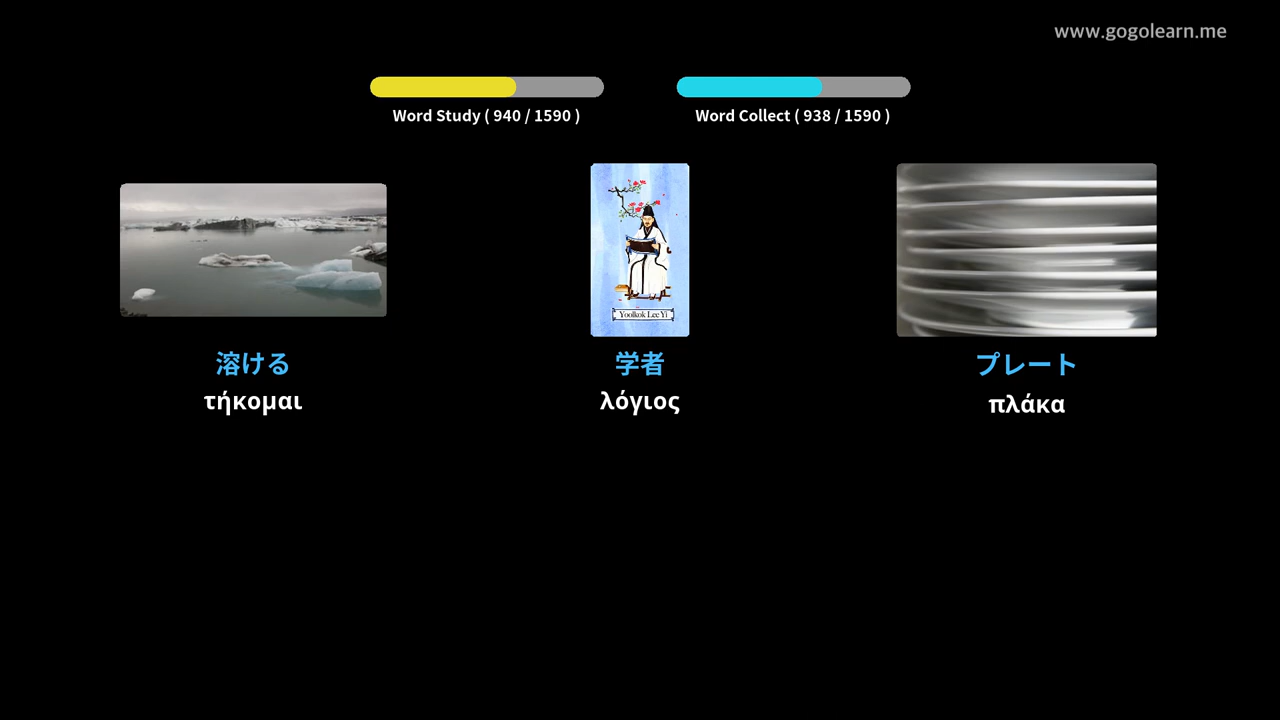 www.gogolearn.me
Word Study ( 940 / 1590 )
Word Collect ( 938 / 1590 )
Yoolkok Lee Yi
溶ける
学者
プレート
τήκομαι
λόγιος
πλάκα